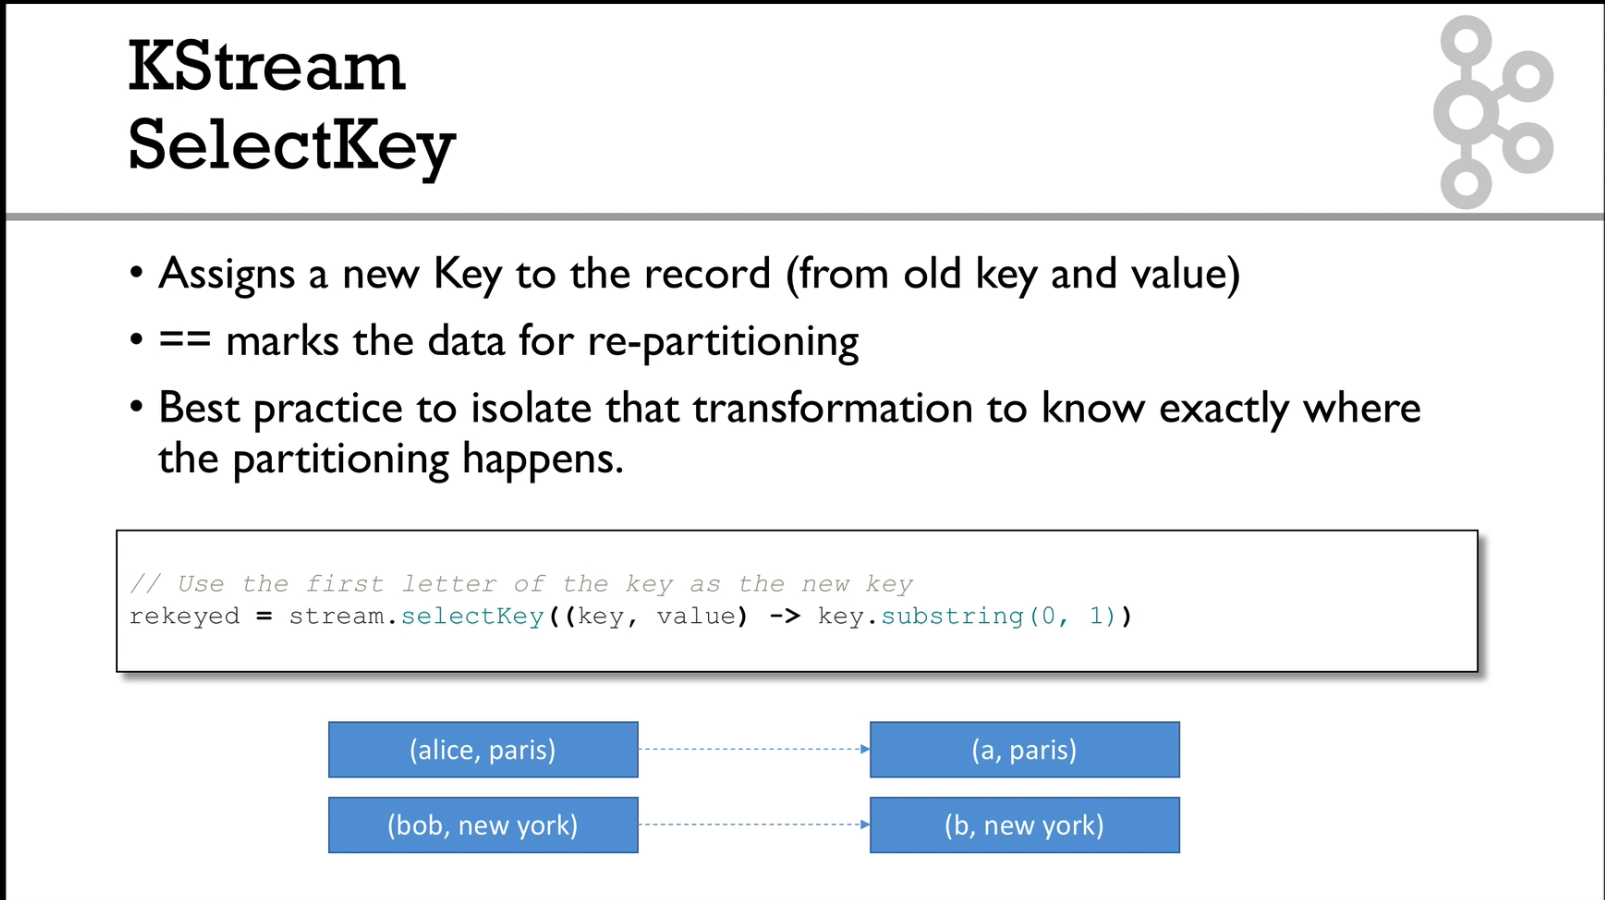 KStream
SelectKey
• Assigns a new Key to the record (from old key and value)
• == marks the data for re-partitioning
• Best practice to isolate that transformation to know exactly where
the partitioning happens.
// Use the first letter of the key as the new key
rekeyed = stream.selectKey((key, value) -> key.substring(0, 1))
(alice, paris)
(a, paris)
(bob, new york)
(b, new york)